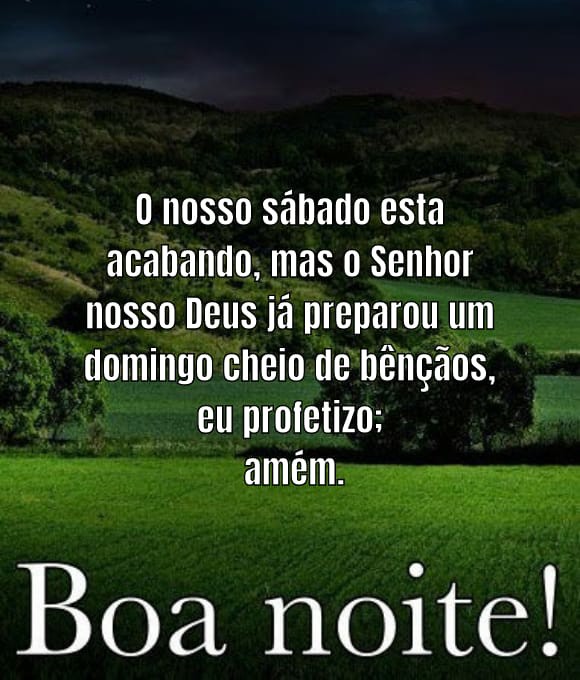 O nosso sábado esta
acabando, mas o Senhor
nosso Deus já preparou um
domingo cheio de bênçãos,
eu profetizo;
amém.
Boa noite!